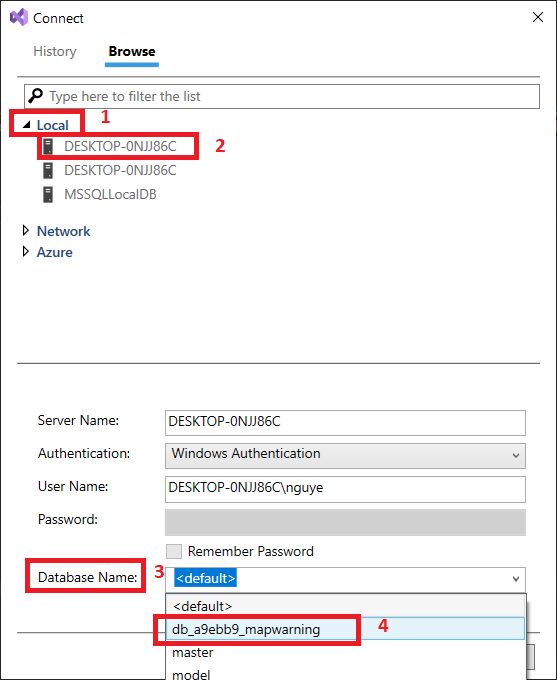 Connect
History Browse
Type here to filter the list
Local 1
DESKTOP-0NJJ86C 2
DESKTOP-0NJJ86C
MSSQLLocalDB
Network
Azure
Server Name: DESKTOP-0NJJ86C
Authentication: Windows Authentication
User Name: DESKTOP-0NJJ86C\nguye
Password:
Remember Password
Database Name: 3 <default>
<default>
db_a9ebb9_mapwarning 4
master
model